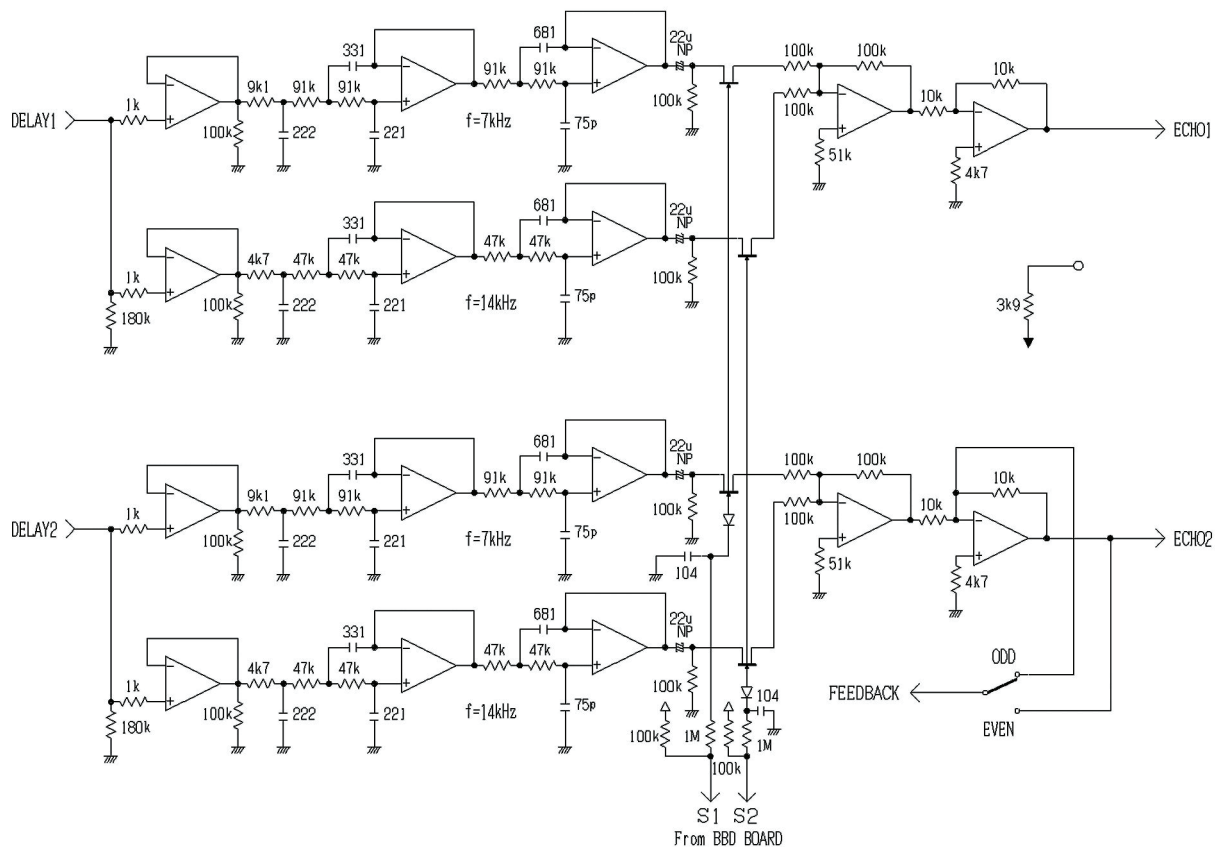 331
681
22u
NP
100k
100k
9k1
91k
91k
91k
91k
1k
DELAY1
100k
222
221
f=7kHz
75p
100k
100k
51k
10k
10k
4k7
ECHO1
331
681
22u
NP
4k7
47k
47k
47k
47k
1k
100k
180k
222
221
f=14kHz
75p
100k
3k9
331
681
22u
NP
100k
100k
9k1
91k
91k
91k
91k
1k
DELAY2
100k
222
221
f=7kHz
75p
100k
104
100k
51k
10k
10k
4k7
ECHO2
331
681
22u
NP
4k7
47k
47k
47k
47k
1k
100k
180k
222
221
f=14kHz
75p
100k
104
100k
1M
100k
1M
ODD
FEEDBACK
EVEN
S1 S2
From BBD BOARD